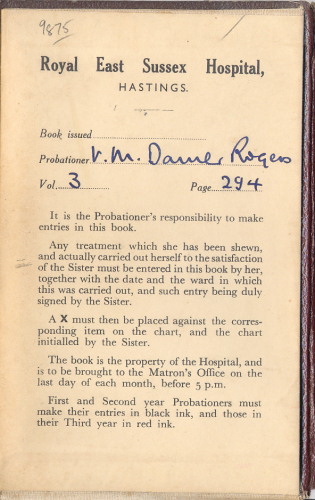 9875
Royal East Sussex Hospital,
HASTINGS.
Book issued
Probationer V. M. Damer Rogers
Vol. 3 Page 294
It is the Probationer's responsibility to make
entries in this book.
Any treatment which she has been shewn,
and actually carried out herself to the satisfaction
of the Sister must be entered in this book by her,
together with the date and the ward in which
this was carried out, and such entry being duly
signed by the Sister.
A X must then be placed against the corres-
ponding item on the chart, and the chart
initialled by the Sister.
The book is the property of the Hospital, and
is to be brought to the Matron's Office on the
last day of each month, before 5 p.m.
First and Second year Probationers must
make their entries in black ink, and those in
their Third year in red ink.